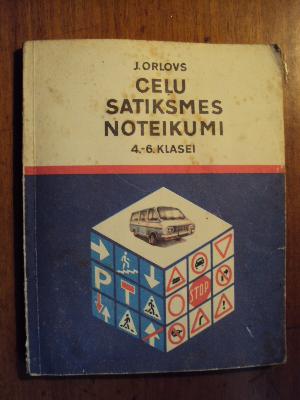 J. ORLOVS
CEĻU
SATIKSMES
NOTEIKUMI
4.-6. KLASEI
P
STOP